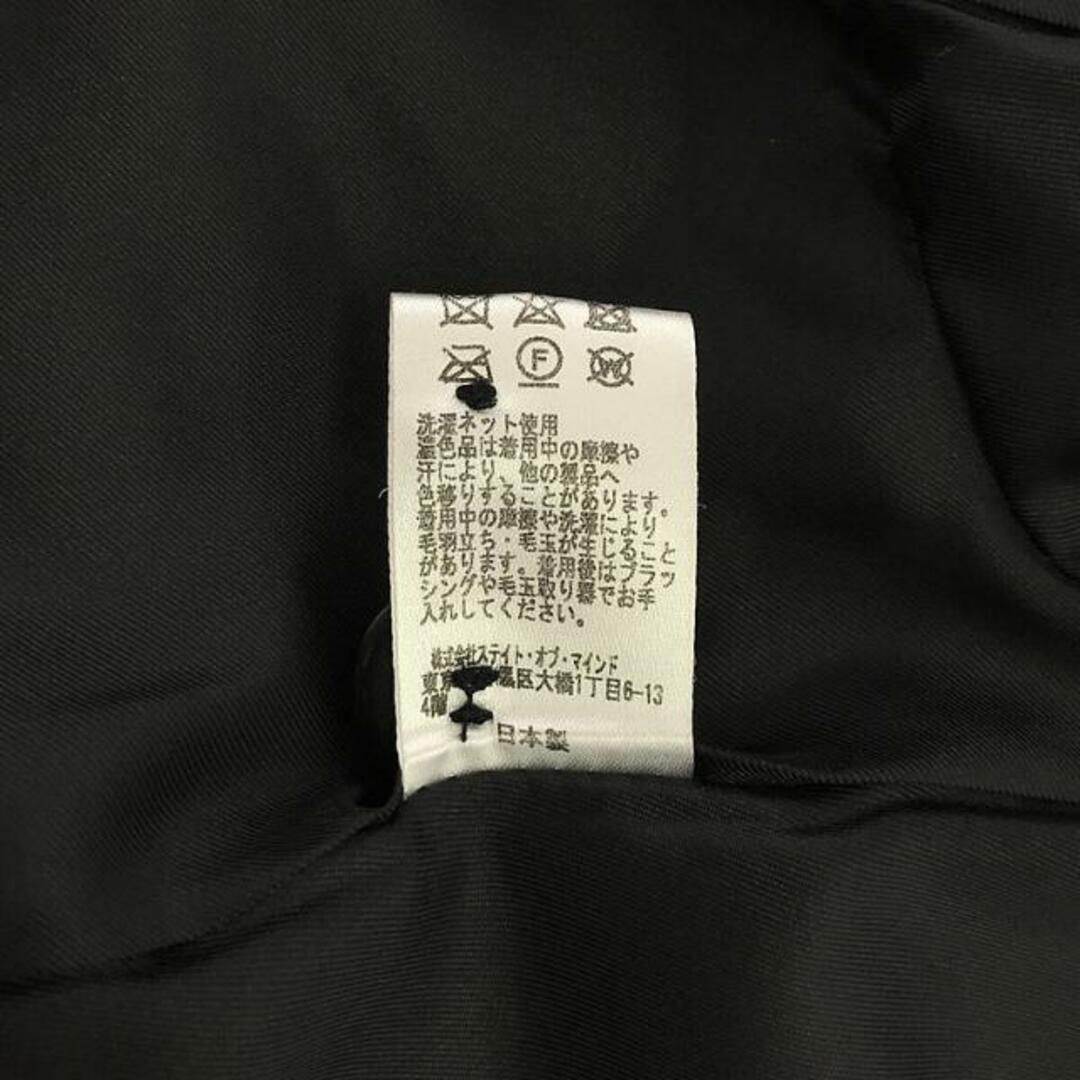 F
W
洗濯ネット使用
濃色品は着用中の摩擦や
汗により、他の製品へ
色移りすることがあります。
着用中の摩擦や洗濯により
毛羽立ち・毛玉が生じること
があります。着用後はブラッ
シングや毛玉取り器でお手
入れしてください。
株式会社ステイト・オブ・マインド
東京 黒区大橋1丁目6-13
4階
日本製